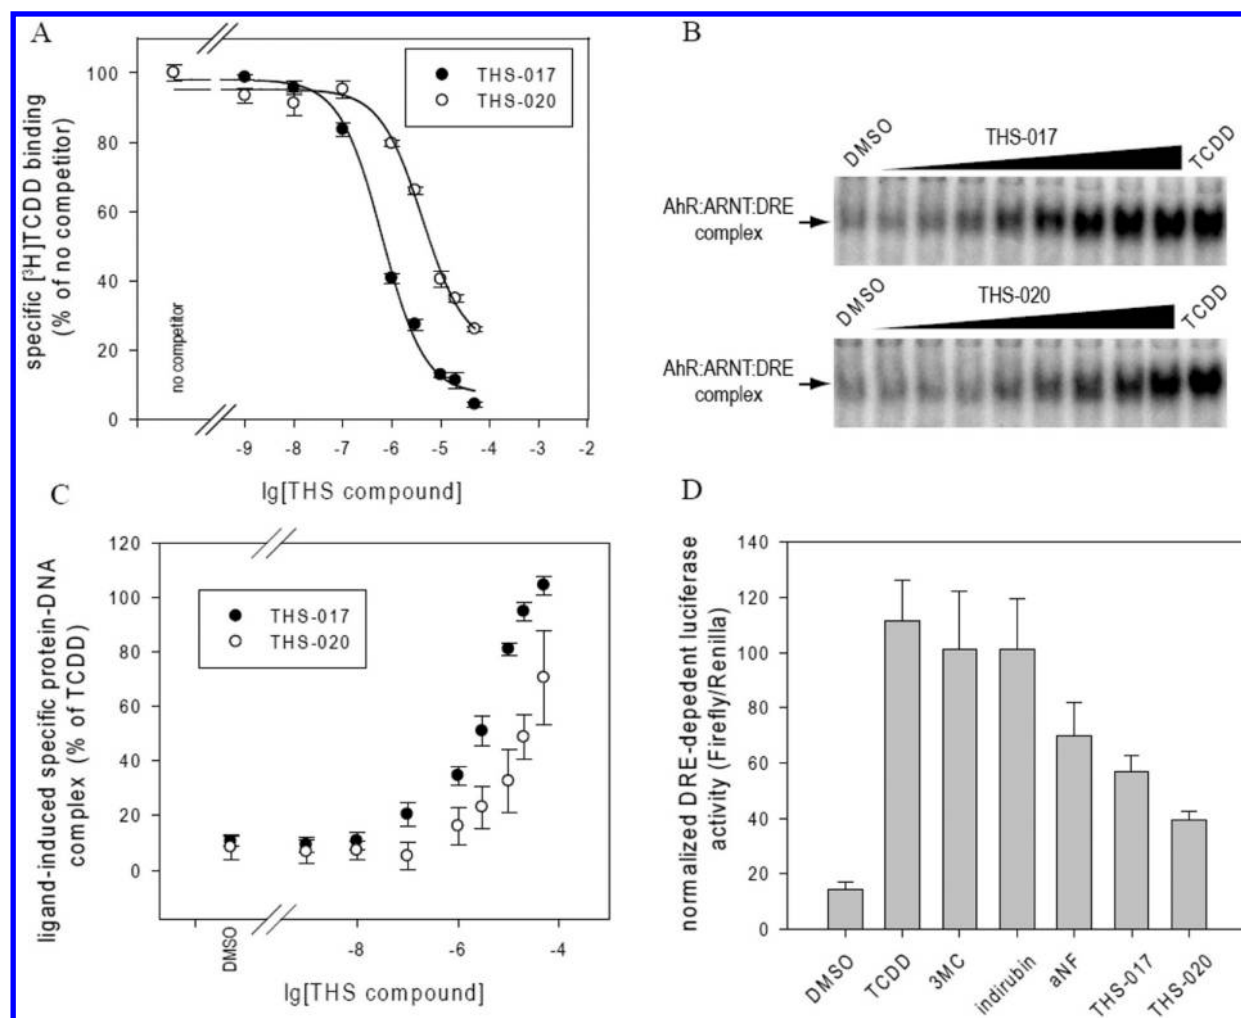 A
specific [³H]TCDD binding
(% of no competitor)
100
80
60
40
20
0
THS-017
THS-020
no competitor
-9
-8
-7
-6
-5
-4
-3
-2
lg[THS compound]
B
DMSO
THS-017
TCDD
AhR:ARNT:DRE
complex
DMSO
THS-020
TCDD
AhR:ARNT:DRE
complex
C
ligand-induced specific protein-DNA
complex (% of TCDD)
120
100
80
60
40
20
0
THS-017
THS-020
DMSO
-8
-6
-4
lg[THS compound]
D
normalized DRE-depedent luciferase
activity (Firefly/Renilla)
140
120
100
80
60
40
20
0
DMSO
TCDD
3MC
indirubin
aNF
THS-017
THS-020